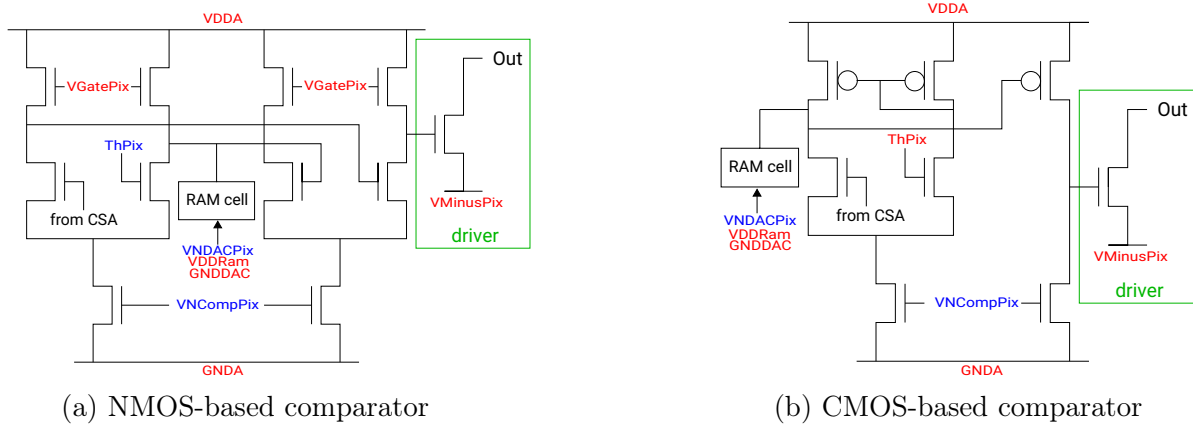 VDDA
VGatePix
VGatePix
Out
ThPix
RAM cell
from CSA
VMinusPix
driver
VNDACPix
VDDRam
GNDDAC
VNCompPix
GNDA
(a) NMOS-based comparator
VDDA
Out
ThPix
RAM cell
from CSA
VNDACPix
VDDRam
GNDDAC
VMinusPix
driver
VNCompPix
GNDA
(b) CMOS-based comparator